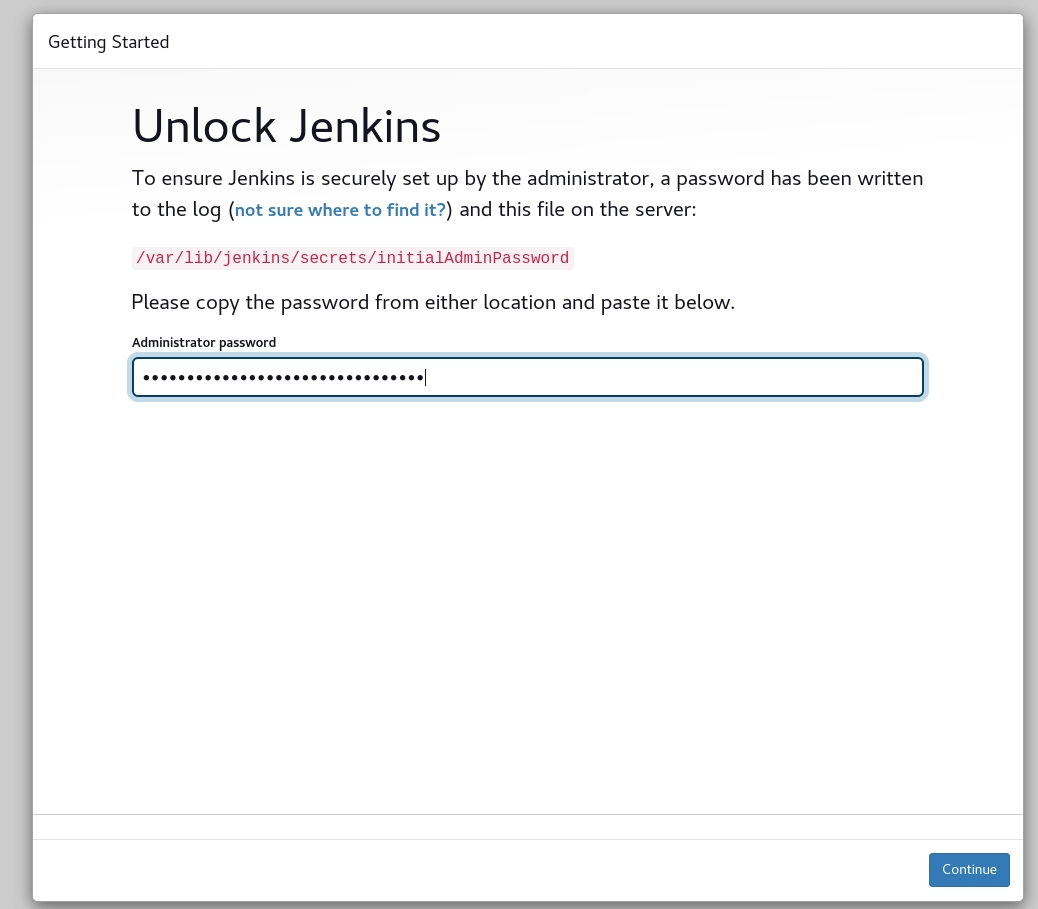 Getting Started
Unlock Jenkins
To ensure Jenkins is securely set up by the administrator, a password has been written
to the log (not sure where to find it?) and this file on the server:
/var/lib/jenkins/secrets/initialAdminPassword
Please copy the password from either location and paste it below.
Administrator password
••••••••••••••••••••••••••••••••
Continue